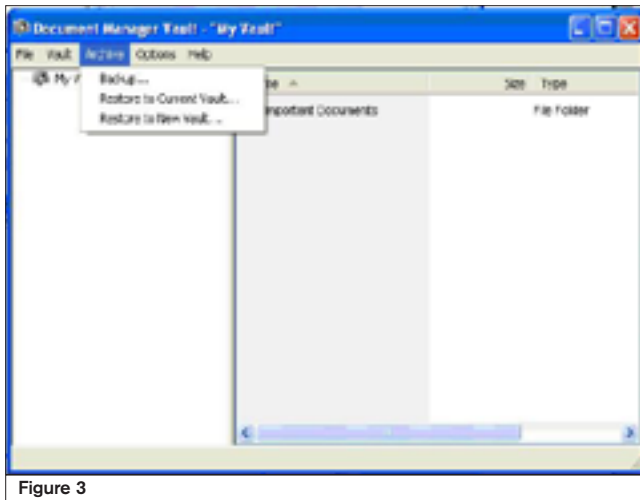 Document Manager Vault - "My Vault"
File Vault Archive Options Help
My
Backup...
Restore to Current Vault...
Restore to New Vault...
Size Type
Important Documents File Folder
Figure 3